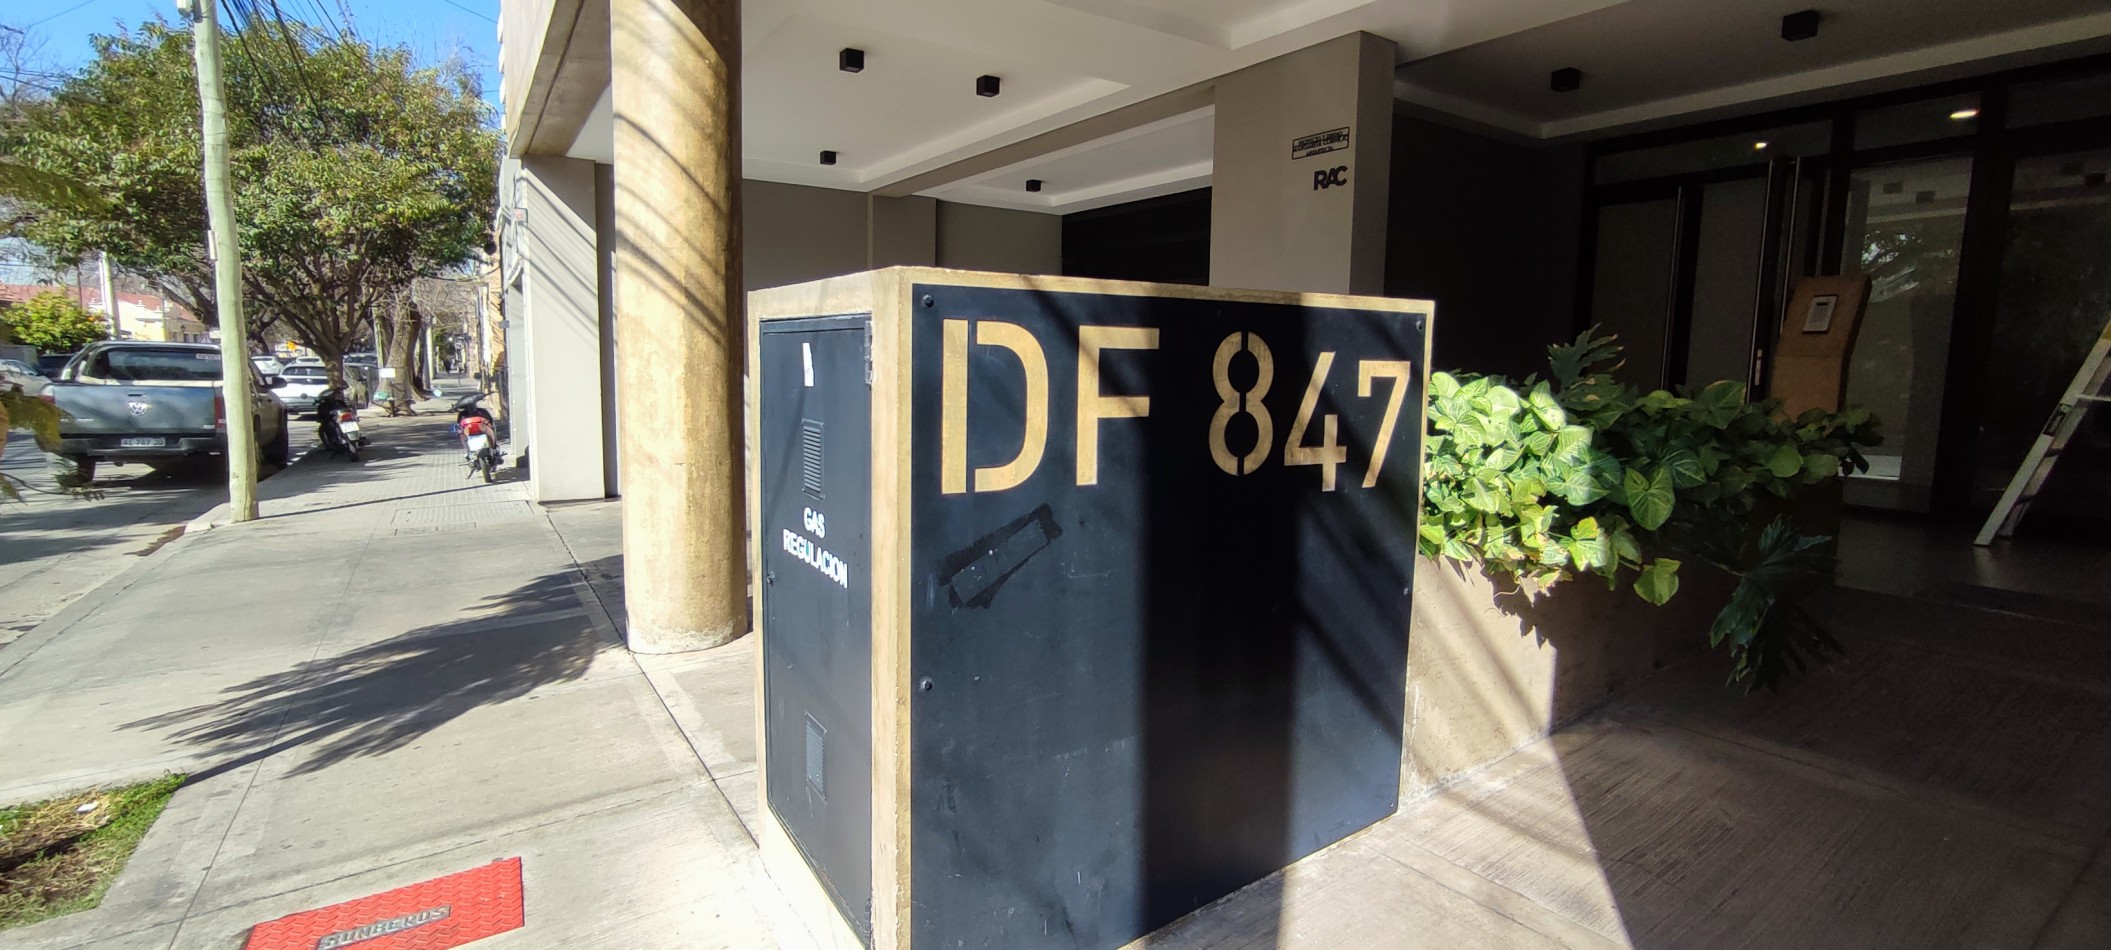 DF 847
GAS
REGULACION
RAC
BOMBEROS